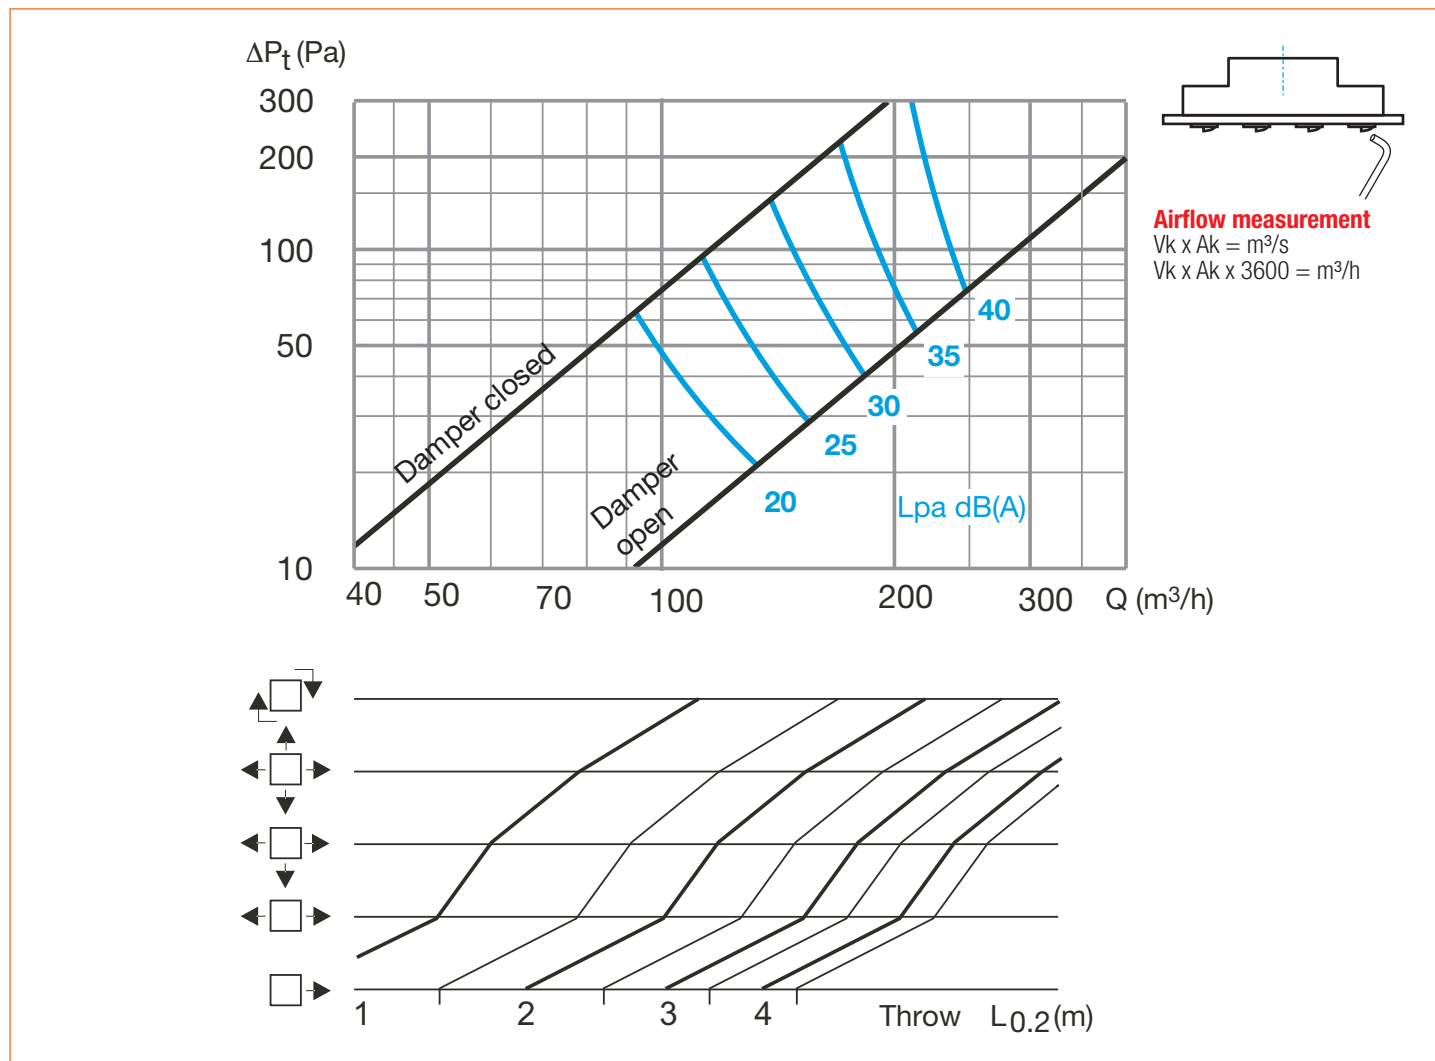 ΔPt (Pa)
300
200
100
50
10
40 50 70 100 200 300 Q (m³/h)
Damper closed
Damper
open
20
25
30
35
40
Lpa dB(A)
Airflow measurement
Vk x Ak = m³/s
Vk x Ak x 3600 = m³/h
1 2 3 4 Throw L0.2 (m)